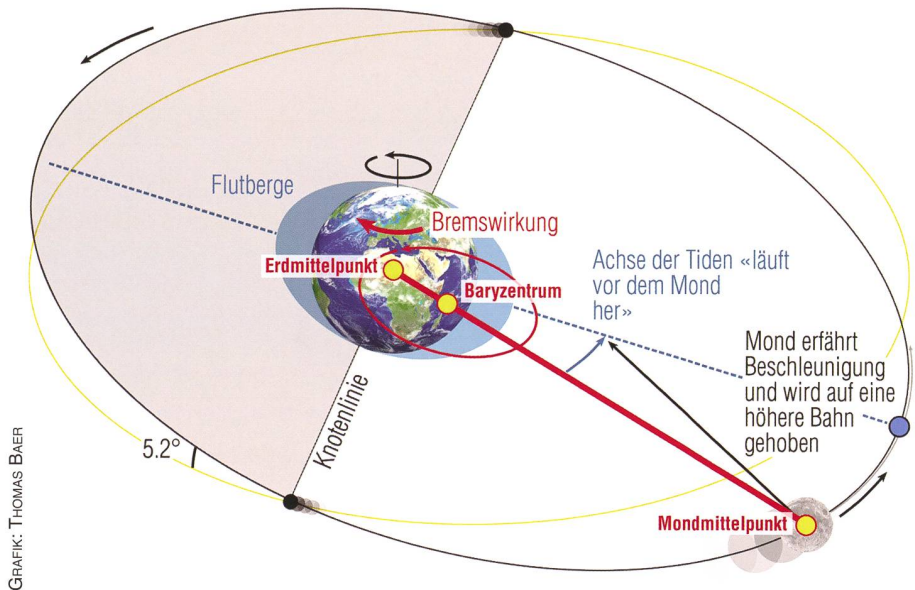 Flutberge
Bremswirkung
Erdmittelpunkt
Baryzentrum
Achse der Tiden «läuft
vor dem Mond
her»
Mond erfährt
Beschleunigung
und wird auf eine
höhere Bahn
gehoben
Knotenlinie
5.2°
Mondmittelpunkt
GRAFIK: THOMAS BAER